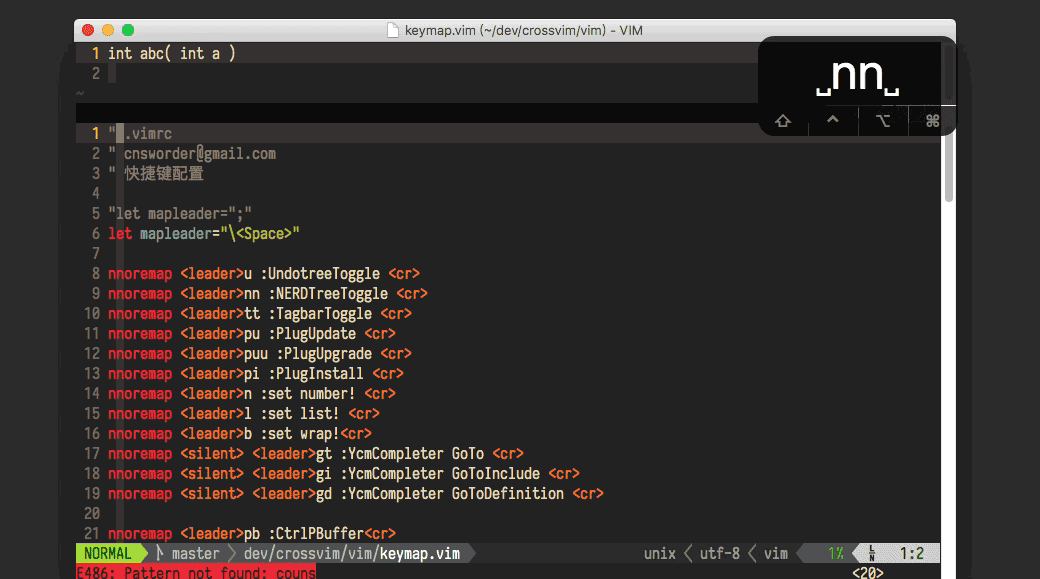 keymap.vim (~/dev/crossvim/vim) - VIM
1 int abc( int a )
2
~
␣nn␣
⇧ ⌃ ⌥ ⌘
1 " .vimrc
2 " cnsworder@gmail.com
3 " 快捷键配置
4
5 "let mapleader=";"
6 let mapleader="\<Space>"
7
8 nnoremap <leader>u :UndotreeToggle <cr>
9 nnoremap <leader>nn :NERDTreeToggle <cr>
10 nnoremap <leader>tt :TagbarToggle <cr>
11 nnoremap <leader>pu :PlugUpdate <cr>
12 nnoremap <leader>puu :PlugUpgrade <cr>
13 nnoremap <leader>pi :PlugInstall <cr>
14 nnoremap <leader>n :set number! <cr>
15 nnoremap <leader>l :set list! <cr>
16 nnoremap <leader>b :set wrap!<cr>
17 nnoremap <silent> <leader>gt :YcmCompleter GoTo <cr>
18 nnoremap <silent> <leader>gi :YcmCompleter GoToInclude <cr>
19 nnoremap <silent> <leader>gd :YcmCompleter GoToDefinition <cr>
20
21 nnoremap <leader>pb :CtrlPBuffer<cr>
NORMAL master dev/crossvim/vim/keymap.vim unix utf-8 vim 1% LN 1:2
E486: Pattern not found: couns <20>